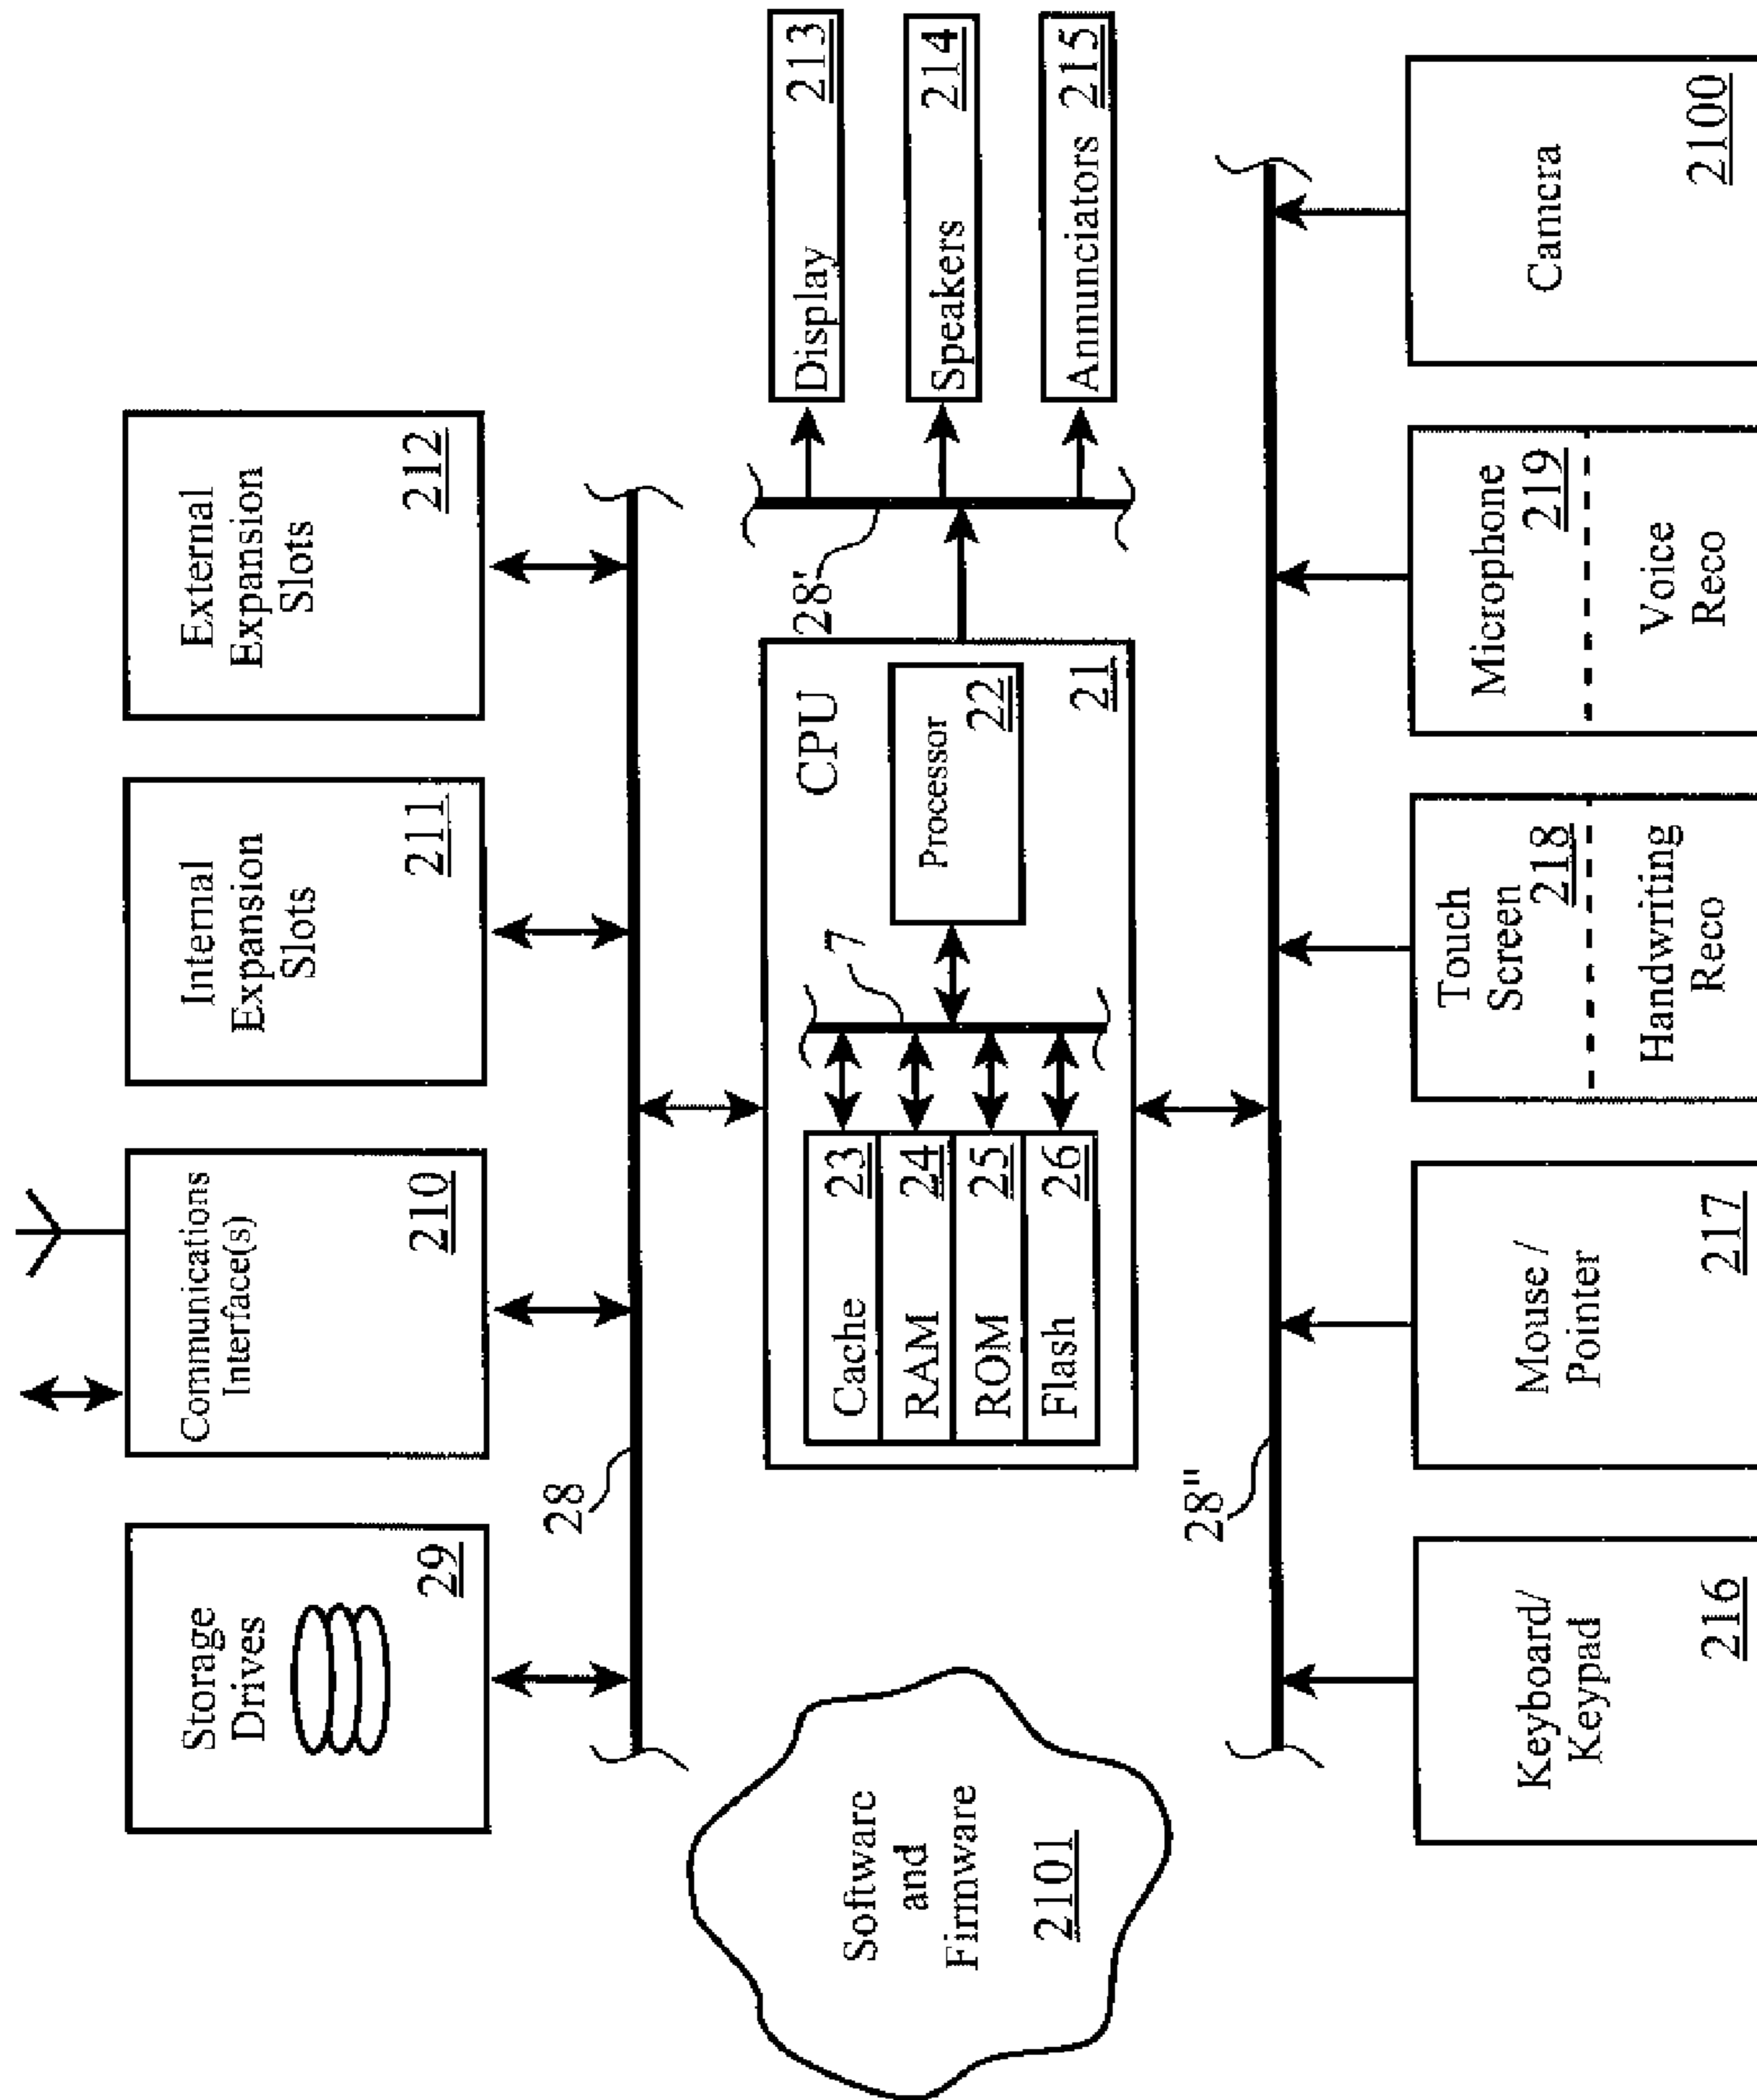 Storage
Drives
29
Communications
Interface(s)
210
Internal
Expansion
Slots
211
External
Expansion
Slots
212
28
Software
and
Firmware
2101
CPU
Cache 23
RAM 24
ROM 25
Flash 26
7
Processor
22
21
28'
Display 213
Speakers 214
Annunciators 215
28"
Keyboard/
Keypad
216
Mouse /
Pointer
217
Touch
Screen
218
Handwriting
Reco
Microphone
219
Voice
Reco
Camera
2100